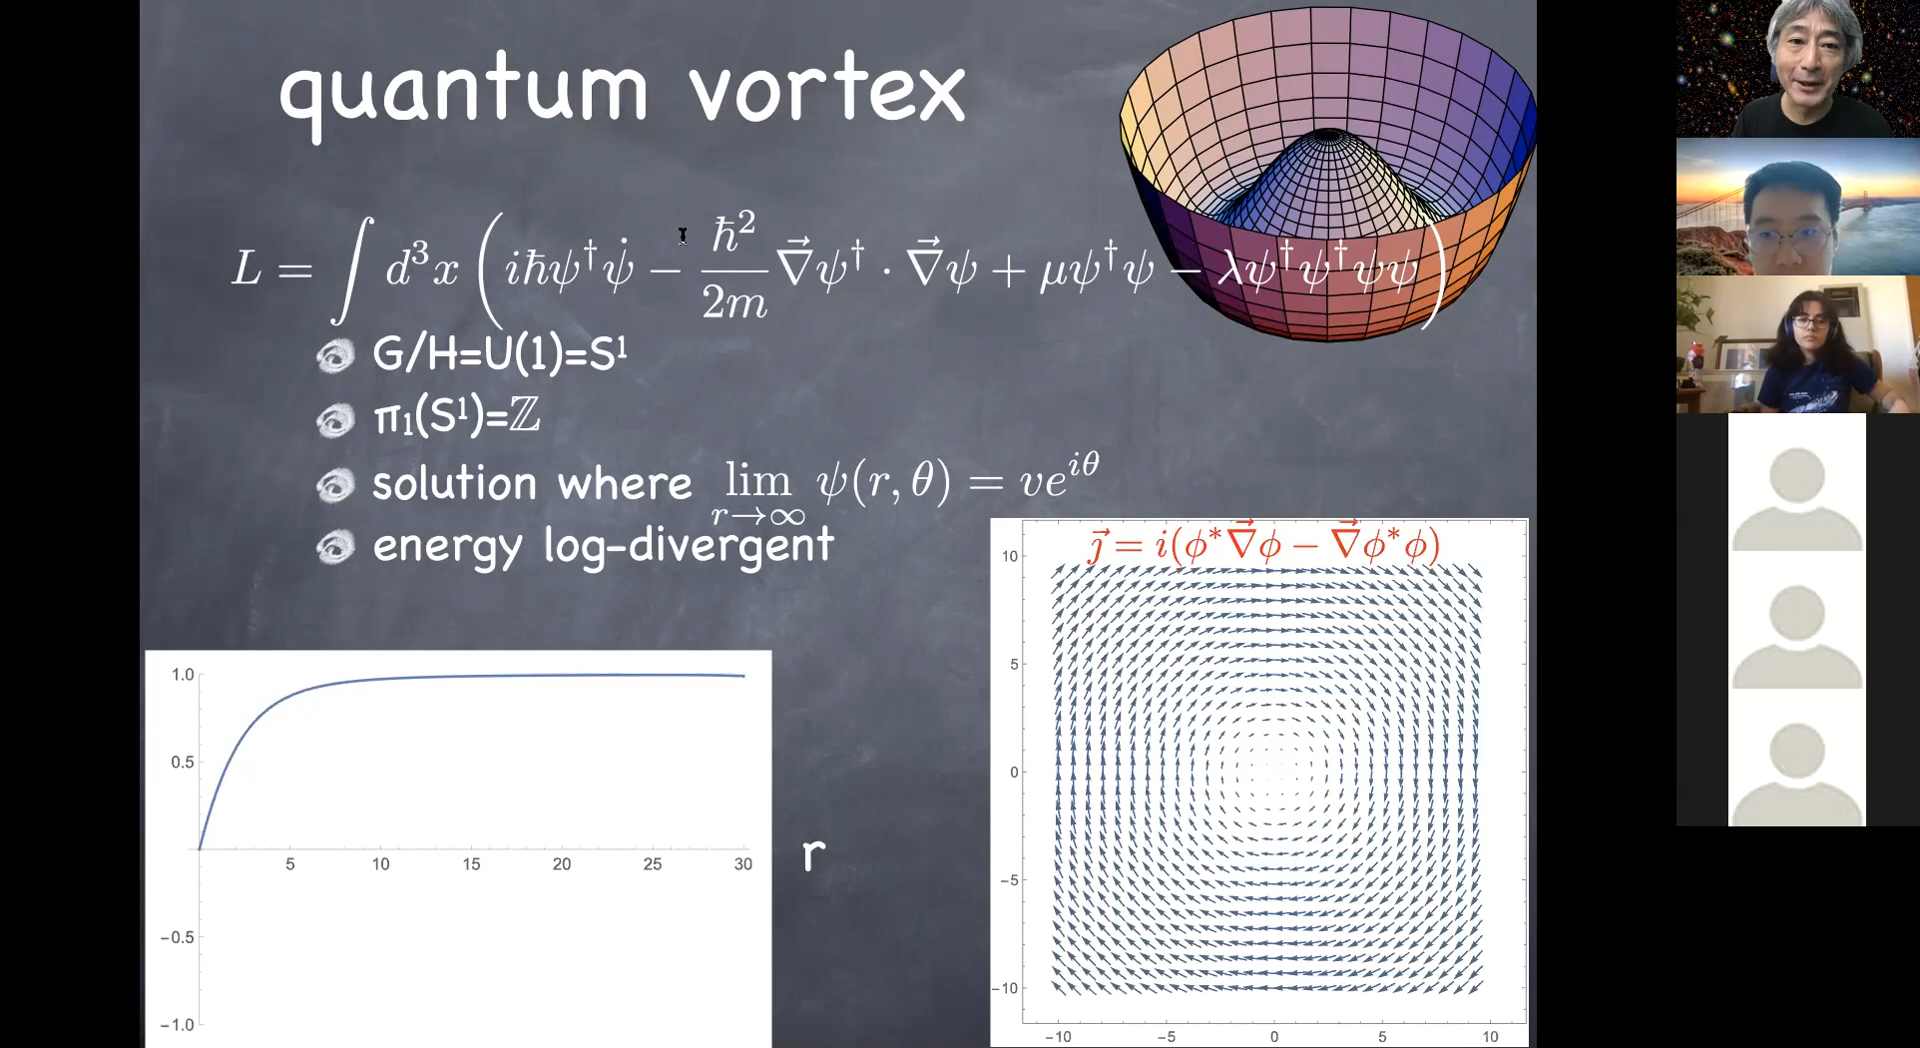 quantum vortex
L = ∫ d³x ( iħψ†ψ̇ − ħ²/2m ∇⃗ψ† · ∇⃗ψ + μψ†ψ − λψ†ψ†ψψ )
G/H=U(1)=S¹
π₁(S¹)=ℤ
solution where lim r→∞ ψ(r, θ) = ve^{iθ}
energy log-divergent
j⃗ = i(ϕ*∇⃗ϕ − ∇⃗ϕ*ϕ)
1.0
0.5
−0.5
−1.0
5 10 15 20 25 30
r
10
5
0
−5
−10
−10 −5 0 5 10